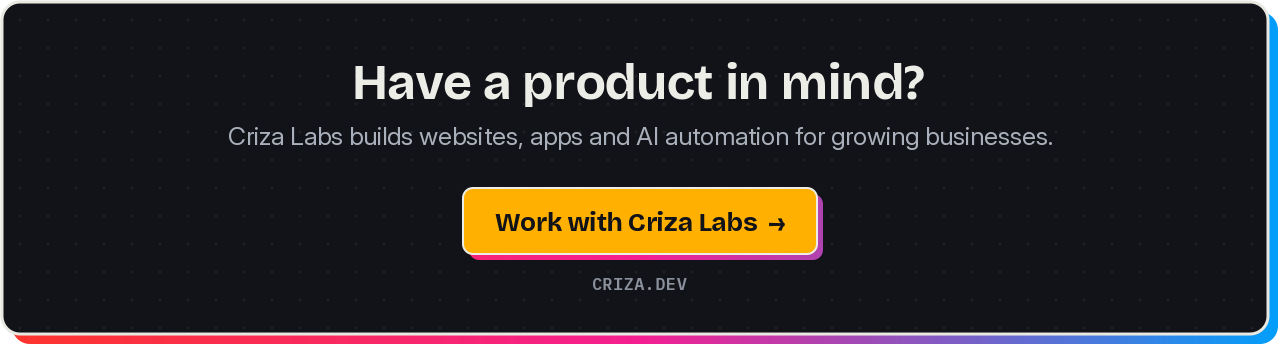 Have a product in mind?
Criza Labs builds websites, apps and AI automation for growing businesses.
Work with Criza Labs →
CRIZA.DEV